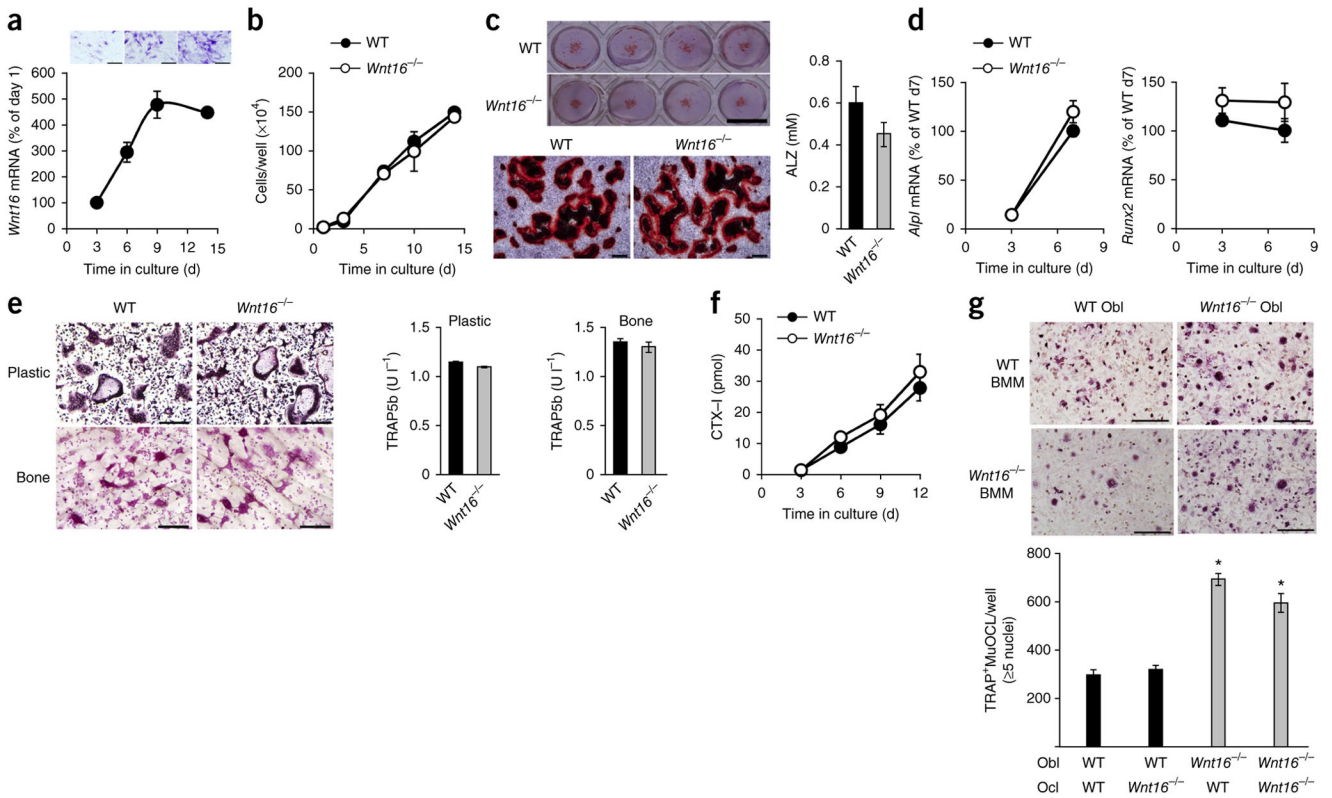 a
600
500
400
300
200
100
0
Wnt16 mRNA (% of day 1)
0 3 6 9 12 15
Time in culture (d)
b
WT
Wnt16–/–
200
150
100
50
0
Cells/well (×10⁴)
0 5 10 15
Time in culture (d)
c
WT
Wnt16–/–
WT Wnt16–/–
0.8
0.6
0.4
0.2
0
ALZ (mM)
WT
Wnt16–/–
d
WT
Wnt16–/–
150
100
50
0
Alpl mRNA (% of WT d7)
0 3 6 9
Time in culture (d)
150
100
50
0
Runx2 mRNA (% of WT d7)
0 3 6 9
Time in culture (d)
e
WT Wnt16–/–
Plastic
Bone
Plastic
1.5
1.0
0.5
0
TRAP5b (U l–1)
WT
Wnt16–/–
Bone
1.5
1.0
0.5
0
TRAP5b (U l–1)
WT
Wnt16–/–
f
WT
Wnt16–/–
50
40
30
20
10
0
CTX–I (pmol)
0 3 6 9 12
Time in culture (d)
g
WT Obl Wnt16–/– Obl
WT
BMM
Wnt16–/–
BMM
800
600
400
200
TRAP+MuOCL/well
(≥5 nuclei)
* *
Obl WT WT Wnt16–/– Wnt16–/–
Ocl WT Wnt16–/– WT Wnt16–/–